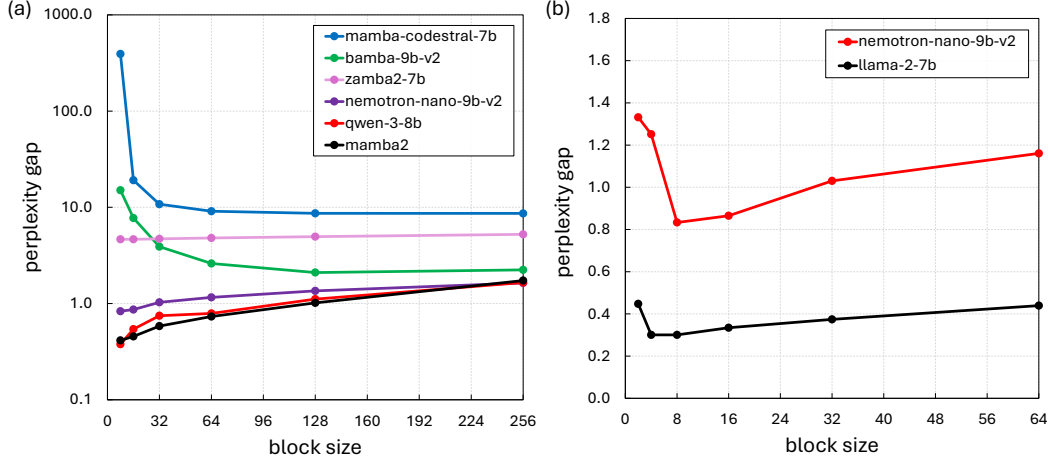 (a)
1000.0
100.0
10.0
1.0
0.1
perplexity gap
mamba-codestral-7b
bamba-9b-v2
zamba2-7b
nemotron-nano-9b-v2
qwen-3-8b
mamba2
0 32 64 96 128 160 192 224 256
block size
(b)
1.8
1.6
1.4
1.2
1.0
0.8
0.6
0.4
0.2
0.0
perplexity gap
nemotron-nano-9b-v2
llama-2-7b
0 8 16 24 32 40 48 56 64
block size